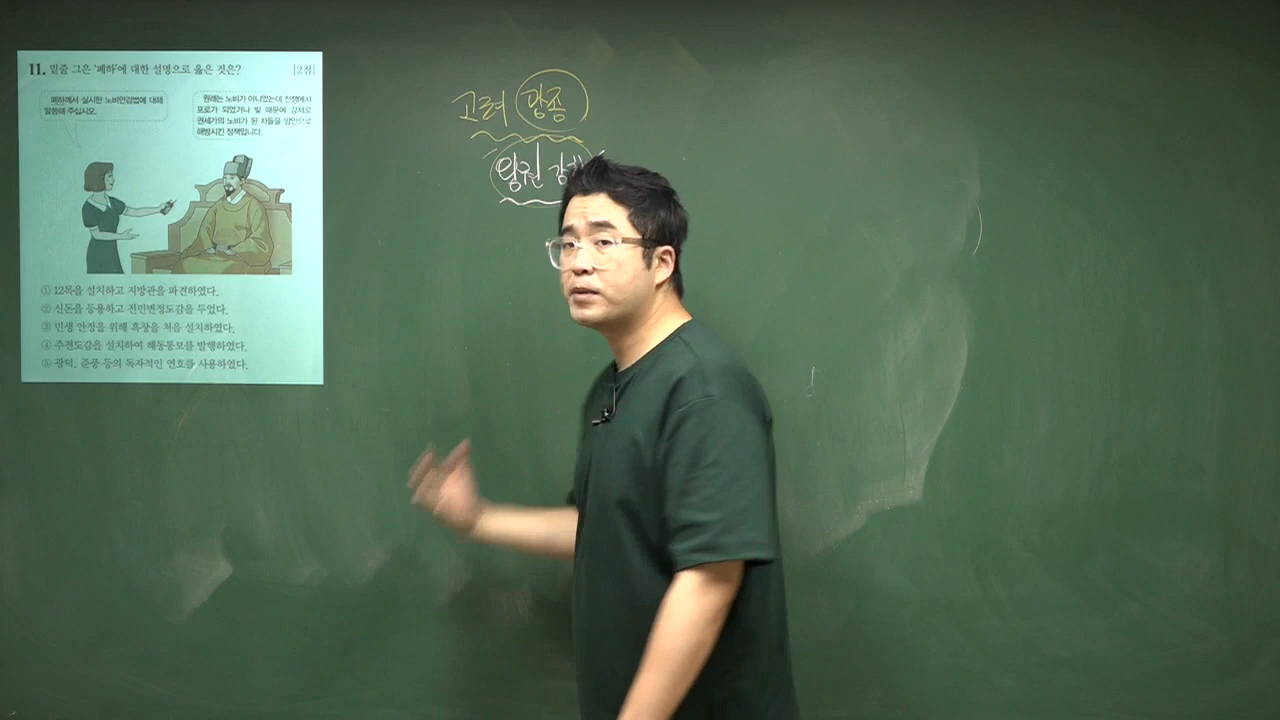 11. 밑줄 그은 '폐하'에 대한 설명으로 옳은 것은? [2점]
폐하께서 실시한 노비안검법에 대해
말씀해 주십시오.
원래는 노비가 아니었는데 전쟁에서
포로가 되었거나 빚 때문에 강제로
권세가의 노비가 된 자들을 양인으로
해방시킨 정책입니다.
① 12목을 설치하고 지방관을 파견하였다.
② 신돈을 등용하고 전민변정도감을 두었다.
③ 민생 안정을 위해 흑창을 처음 설치하였다.
④ 주전도감을 설치하여 해동통보를 발행하였다.
⑤ 광덕, 준풍 등의 독자적인 연호를 사용하였다.
고려 광종
왕권